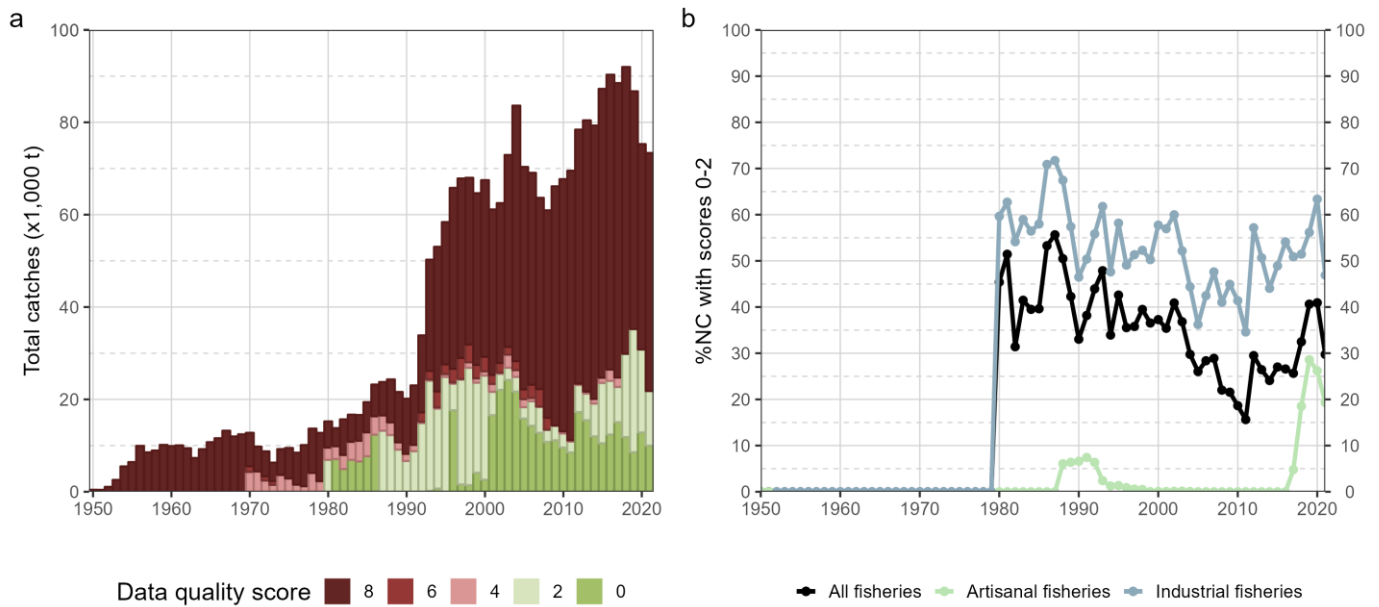 a
Total catches (x1,000 t)
100
80
60
40
20
0
1950 1960 1970 1980 1990 2000 2010 2020
Data quality score 8 6 4 2 0
b
%NC with scores 0-2
100 100
90 90
80 80
70 70
60 60
50 50
40 40
30 30
20 20
10 10
0 0
1950 1960 1970 1980 1990 2000 2010 2020
All fisheries Artisanal fisheries Industrial fisheries